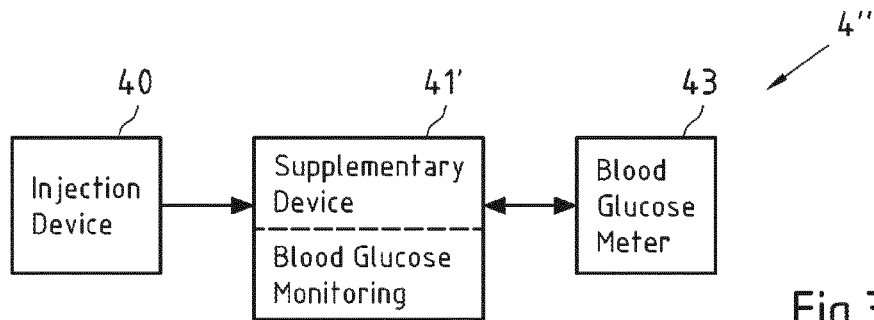 4''
40
41'
43
Injection
Device
Supplementary
Device
Blood Glucose
Monitoring
Blood
Glucose
Meter